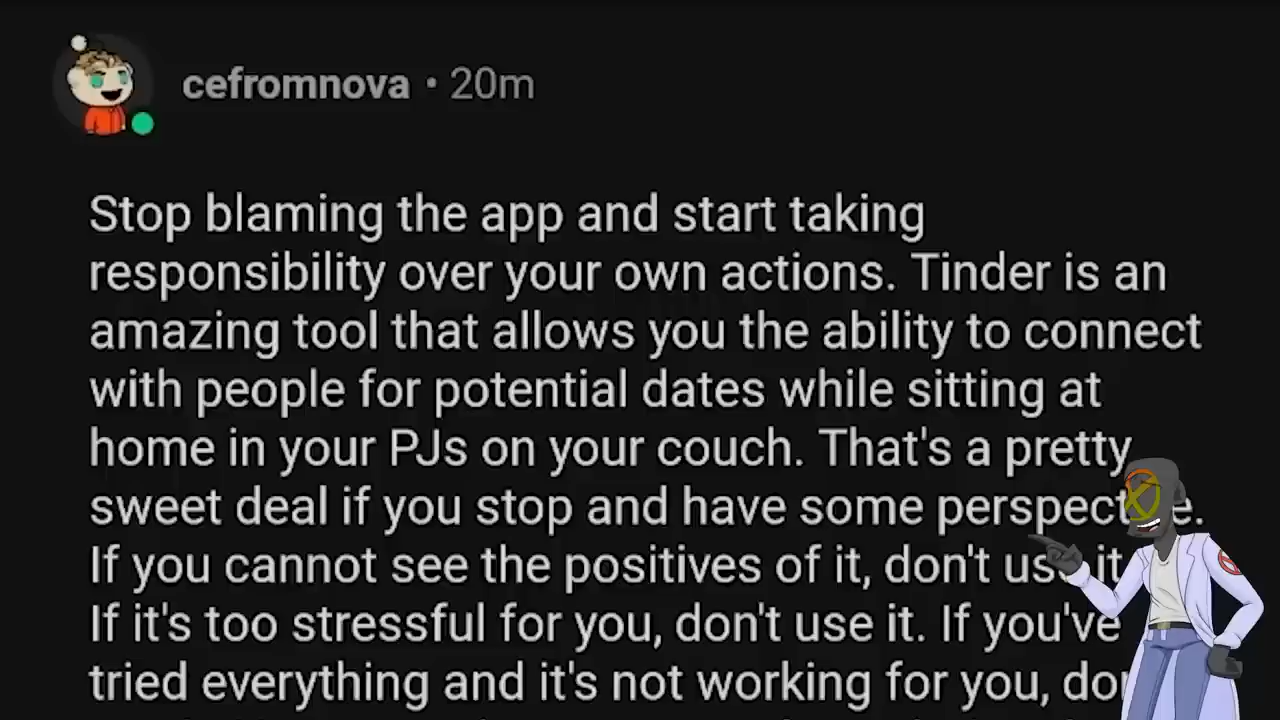 cefromnova • 20m
Stop blaming the app and start taking
responsibility over your own actions. Tinder is an
amazing tool that allows you the ability to connect
with people for potential dates while sitting at
home in your PJs on your couch. That's a pretty
sweet deal if you stop and have some
If you cannot see the positives of it, don't use it
If it's too stressful for you, don't use it. If you've
tried everything and it's not working for you,